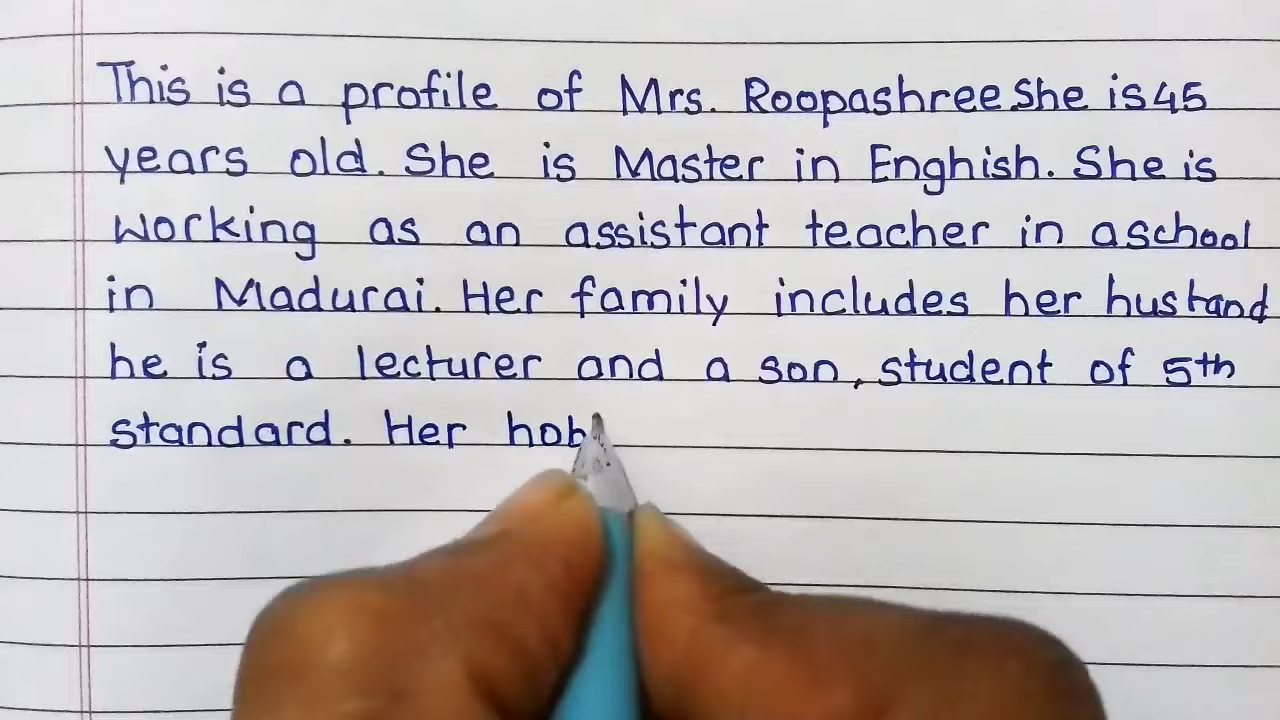 This is a profile of Mrs. Roopashree She is 45
years old. She is Master in Enghish. She is
working as an assistant teacher in a school
in Madurai. Her family includes her hustand
he is a lecturer and a son, student of 5th
standard. Her hob